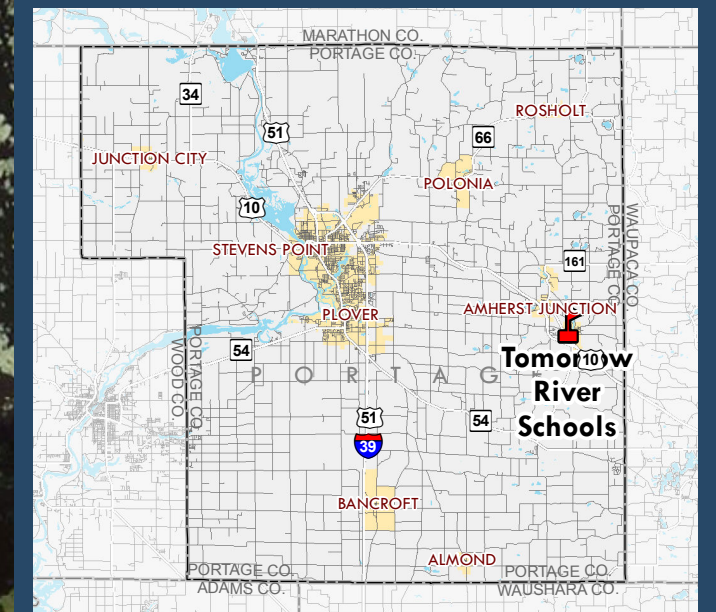 MARATHON CO.
PORTAGE CO.
34
51
ROSHOLT
66
JUNCTION CITY
POLONIA
10
WAUPACA CO.
PORTAGE CO.
STEVENS POINT
161
AMHERST JUNCTION
PLOVER
PORTAGE CO.
WOOD CO.
54
10
Tomorrow
River
Schools
P O R T A G
51
54
39
BANCROFT
ALMOND
PORTAGE CO.
ADAMS CO.
PORTAGE CO.
WAUSHARA CO.